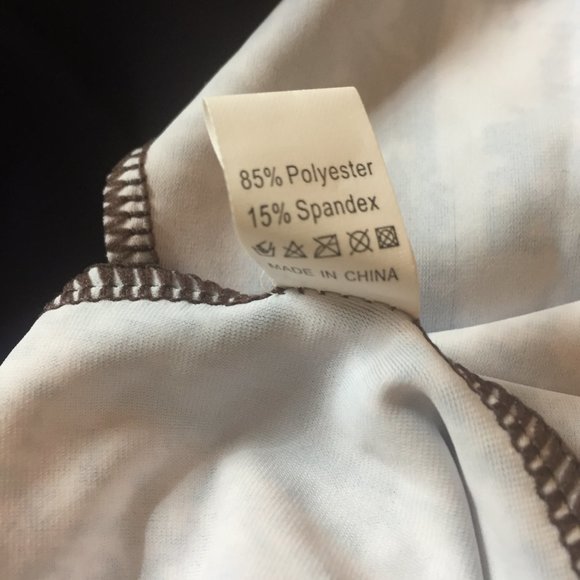 85% Polyester
15% Spandex
MADE IN CHINA